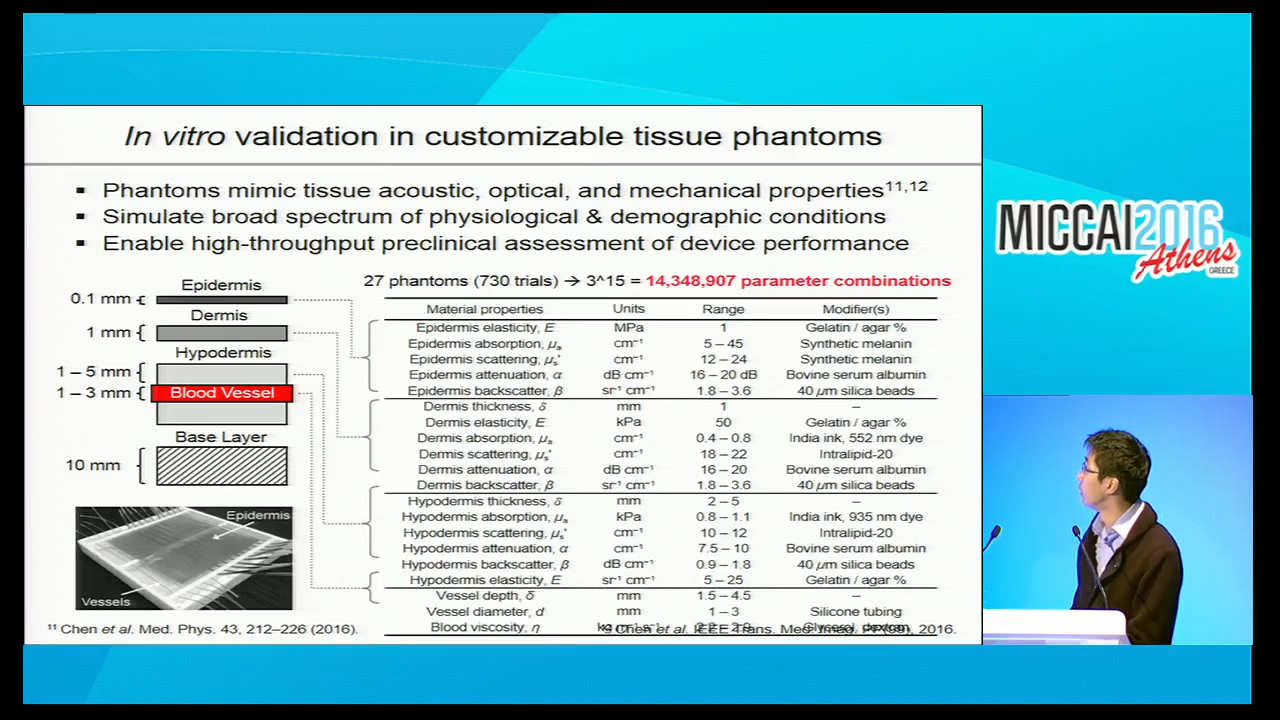 In vitro validation in customizable tissue phantoms
▪ Phantoms mimic tissue acoustic, optical, and mechanical properties11,12
▪ Simulate broad spectrum of physiological & demographic conditions
▪ Enable high-throughput preclinical assessment of device performance
27 phantoms (730 trials) → 3^15 = 14,348,907 parameter combinations
Epidermis
0.1 mm
Dermis
1 mm
Hypodermis
1 – 5 mm
1 – 3 mm
Blood Vessel
Base Layer
10 mm
Epidermis
Vessels
Material properties Units Range Modifier(s)
Epidermis elasticity, E MPa 1 Gelatin / agar %
Epidermis absorption, μa cm⁻¹ 5 – 45 Synthetic melanin
Epidermis scattering, μs' cm⁻¹ 12 – 24 Synthetic melanin
Epidermis attenuation, α dB cm⁻¹ 16 – 20 dB Bovine serum albumin
Epidermis backscatter, β sr⁻¹ cm⁻¹ 1.8 – 3.6 40 μm silica beads
Dermis thickness, δ mm 1 –
Dermis elasticity, E kPa 50 Gelatin / agar %
Dermis absorption, μa cm⁻¹ 0.4 – 0.8 India ink, 552 nm dye
Dermis scattering, μs' cm⁻¹ 18 – 22 Intralipid-20
Dermis attenuation, α dB cm⁻¹ 16 – 20 Bovine serum albumin
Dermis backscatter, β sr⁻¹ cm⁻¹ 1.8 – 3.6 40 μm silica beads
Hypodermis thickness, δ mm 2 – 5 –
Hypodermis absorption, μa kPa 0.8 – 1.1 India ink, 935 nm dye
Hypodermis scattering, μs' cm⁻¹ 10 – 12 Intralipid-20
Hypodermis attenuation, α cm⁻¹ 7.5 – 10 Bovine serum albumin
Hypodermis backscatter, β dB cm⁻¹ 0.9 – 1.8 40 μm silica beads
Hypodermis elasticity, E sr⁻¹ cm⁻¹ 5 – 25 Gelatin / agar %
Vessel depth, δ mm 1.5 – 4.5 –
Vessel diameter, d mm 1 – 3 Silicone tubing
Blood viscosity, η
11 Chen et al. Med. Phys. 43, 212–226 (2016).
Chen et al. IEEE Trans. Med. Imag. 2016.
MICCAI2016
Athens
GREECE